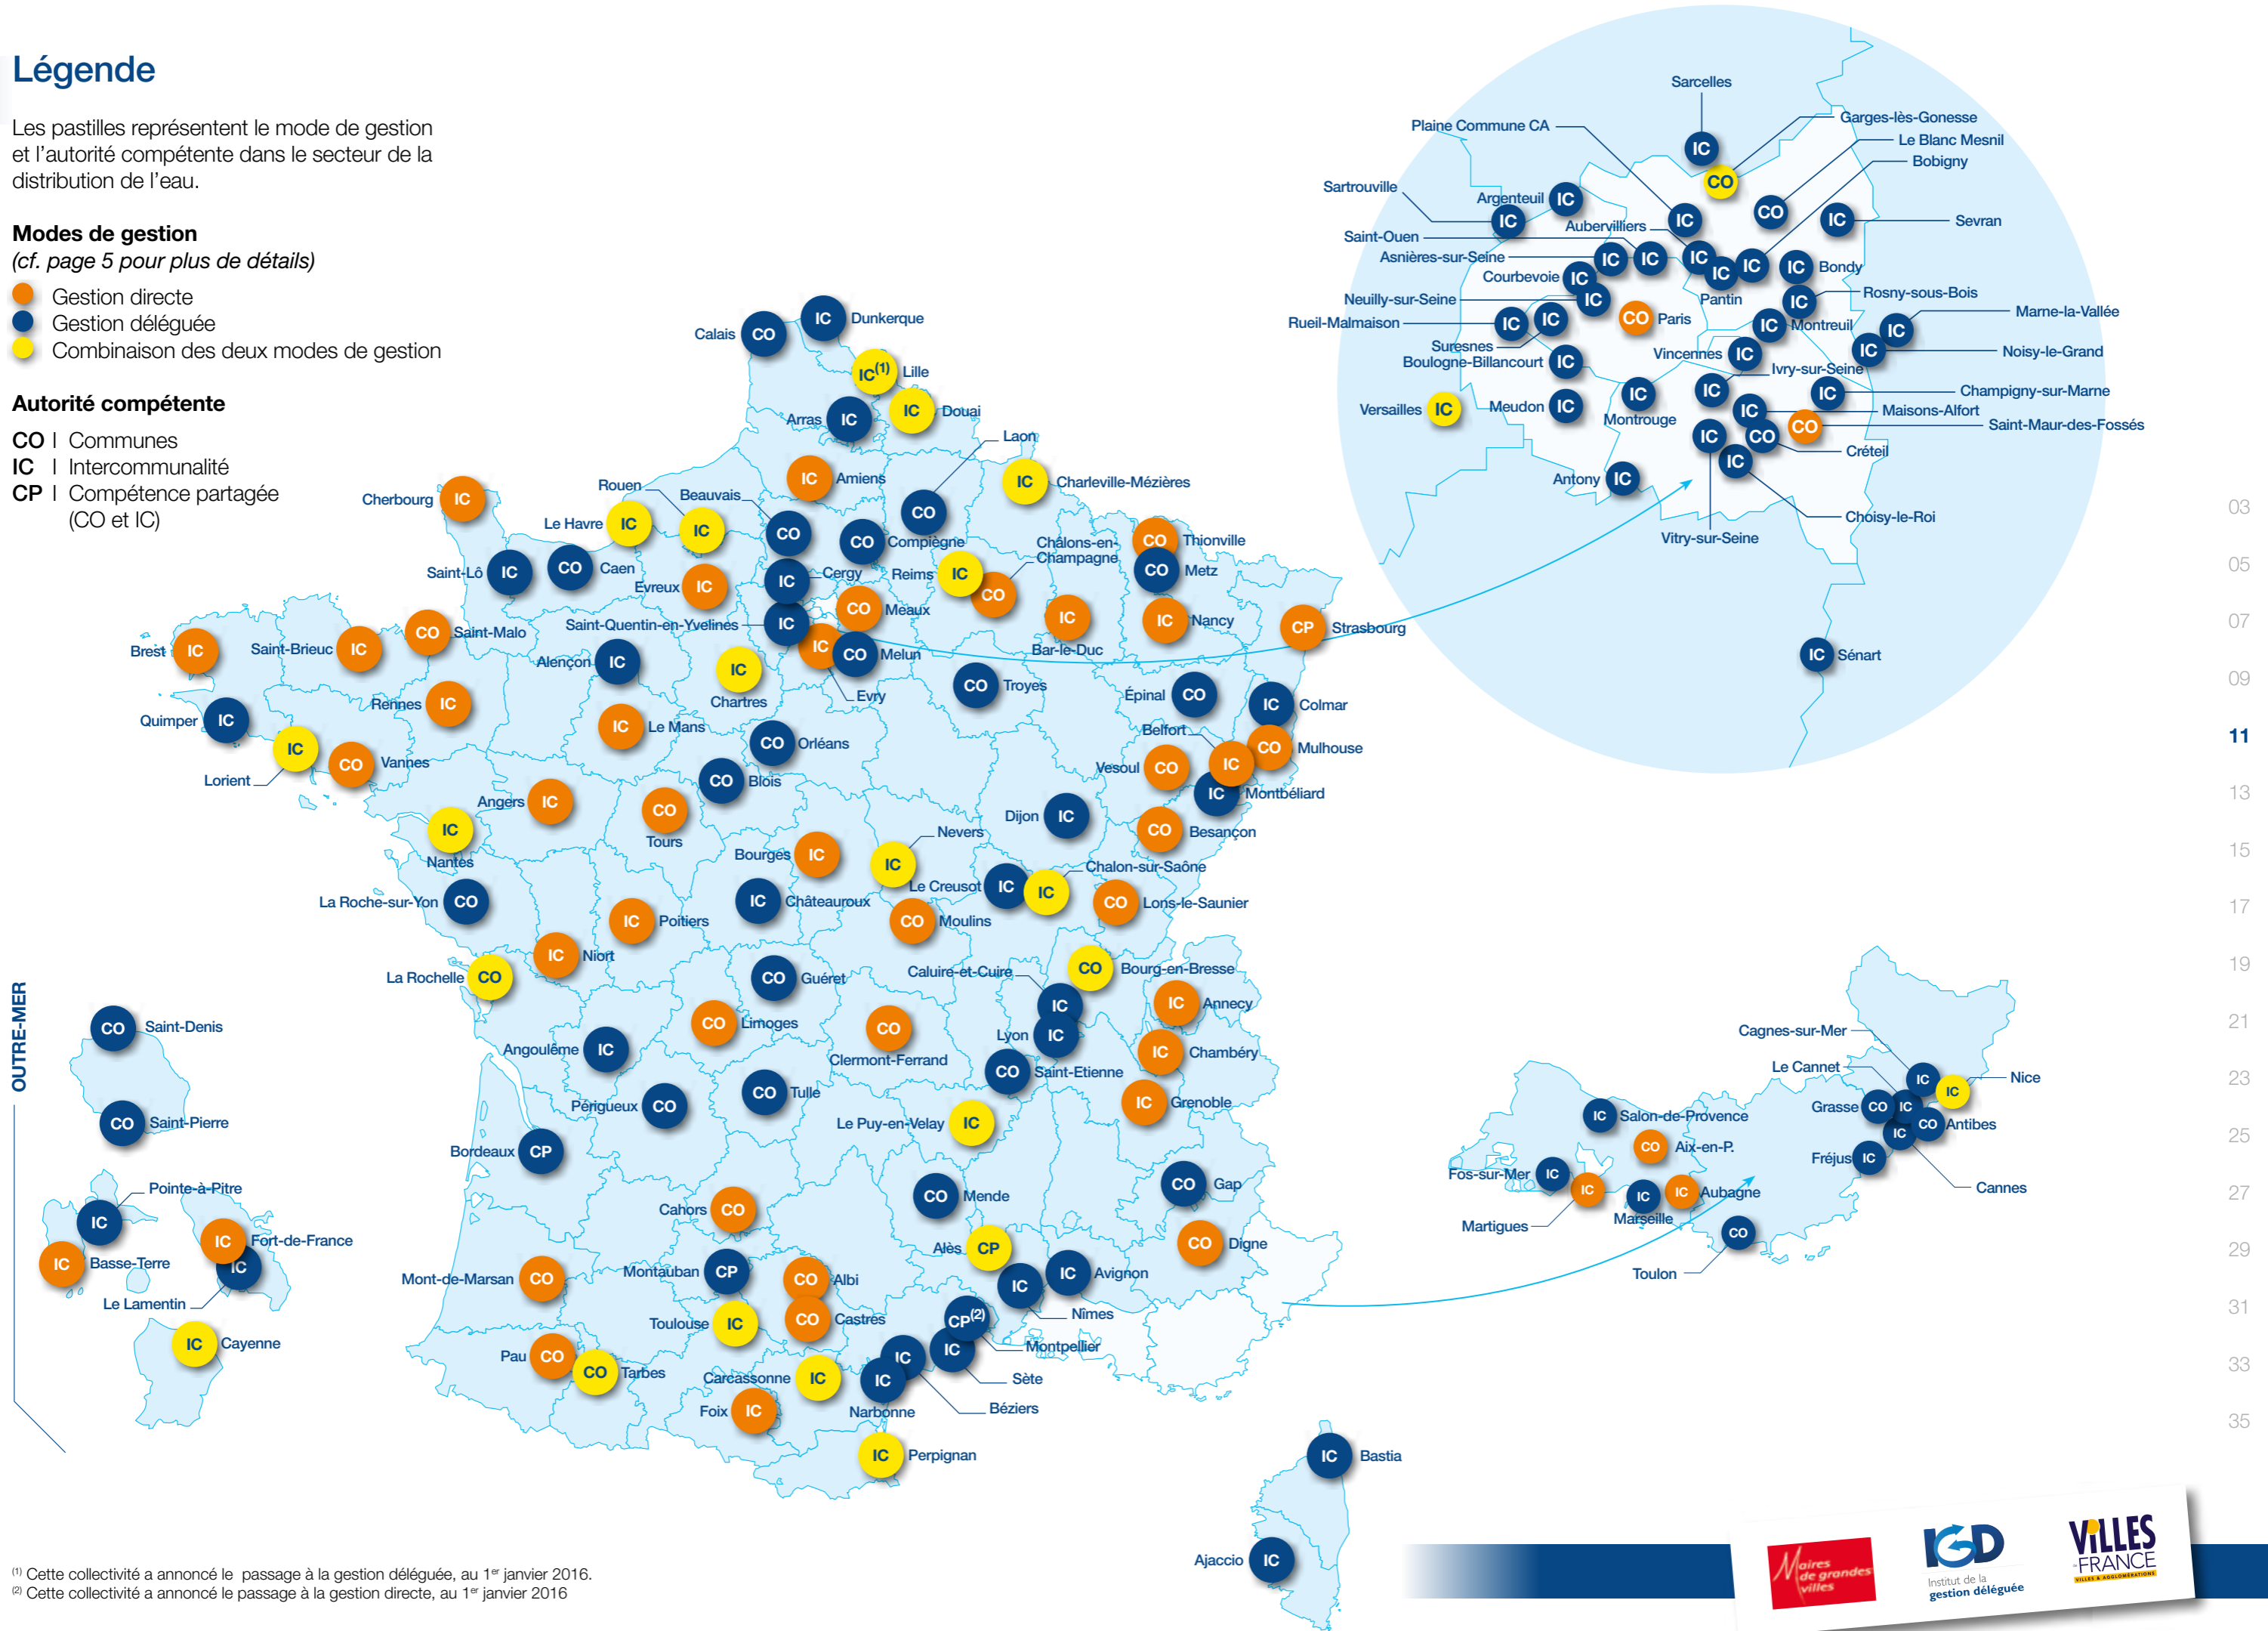 Légende
Les pastilles représentent le mode de gestion
et l'autorité compétente dans le secteur de la
distribution de l'eau.
Modes de gestion
(cf. page 5 pour plus de détails)
Gestion directe
Gestion déléguée
Combinaison des deux modes de gestion
Autorité compétente
CO I Communes
IC I Intercommunalité
CP I Compétence partagée
(CO et IC)
Calais CO
IC Dunkerque
IC(1) Lille
Arras IC
IC Douai
Laon
CO
IC Amiens
IC Charleville-Mézières
Cherbourg IC
Rouen
IC
Beauvais
CO
Le Havre IC
CO Compiègne
Châlons-en-
Champagne
CO
CO Thionville
CO Metz
Saint-Lô IC
CO Caen
Evreux IC
IC Cergy
Reims IC
CO Meaux
IC
Bar-le-Duc
IC Nancy
CP Strasbourg
Saint-Quentin-en-Yvelines IC
Brest IC
Saint-Brieuc IC
CO Saint-Malo
Alençon IC
IC
Chartres
IC
Evry
CO Melun
CO Troyes
Épinal CO
IC Colmar
Quimper IC
Rennes IC
IC Le Mans
CO Orléans
Belfort
IC
CO Mulhouse
IC
Lorient
CO Vannes
CO Blois
Vesoul CO
IC Montbéliard
Angers IC
CO
Tours
Dijon IC
CO Besançon
IC
Nantes
Bourges IC
Nevers
IC
Chalon-sur-Saône
IC
Le Creusot IC
CO Lons-le-Saunier
La Roche-sur-Yon CO
IC Châteauroux
IC Poitiers
CO Moulins
IC Niort
La Rochelle CO
CO Guéret
Caluire-et-Cuire
IC
CO Bourg-en-Bresse
IC Annecy
CO Limoges
CO
Clermont-Ferrand
Lyon IC
IC Chambéry
Angoulême IC
CO Saint-Etienne
Périgueux CO
CO Tulle
Le Puy-en-Velay IC
IC Grenoble
Bordeaux CP
CO Mende
CO Gap
Cahors CO
Alès CP
CO Digne
Mont-de-Marsan CO
Montauban CP
CO Albi
IC Avignon
IC
Nîmes
Toulouse IC
CO Castres
CP(2)
Montpellier
Pau CO
CO Tarbes
Carcassonne IC
IC
Sète
IC
Béziers
IC
Narbonne
Foix IC
IC Perpignan
IC Bastia
Ajaccio IC
OUTRE-MER
CO Saint-Denis
CO Saint-Pierre
Pointe-à-Pitre
IC
IC Basse-Terre
IC Fort-de-France
IC
Le Lamentin
IC Cayenne
Sarcelles
IC
Garges-lès-Gonesse
CO
Plaine Commune CA
IC
Le Blanc Mesnil
CO
Bobigny
IC
Sartrouville
IC
Argenteuil IC
Aubervilliers
IC
IC Sevran
Saint-Ouen
IC
Asnières-sur-Seine
IC
Courbevoie IC
IC
Pantin
IC Bondy
Neuilly-sur-Seine
IC
IC Rosny-sous-Bois
Rueil-Malmaison IC
IC
Suresnes
CO Paris
IC Montreuil
IC Marne-la-Vallée
Boulogne-Billancourt IC
Vincennes IC
IC Noisy-le-Grand
Ivry-sur-Seine
IC
IC Champigny-sur-Marne
Versailles IC
Meudon IC
IC
Montrouge
IC Maisons-Alfort
CO Saint-Maur-des-Fossés
CO Créteil
IC
Vitry-sur-Seine
IC Choisy-le-Roi
Antony IC
IC Sénart
Cagnes-sur-Mer
IC
Le Cannet
IC
IC Nice
Grasse CO
CO Antibes
IC
Cannes
Fréjus IC
IC Salon-de-Provence
CO Aix-en-P.
Fos-sur-Mer IC
IC
Martigues
IC
Marseille
IC Aubagne
CO
Toulon
03
05
07
09
11
13
15
17
19
21
23
25
27
29
31
33
35
(1) Cette collectivité a annoncé le passage à la gestion déléguée, au 1er janvier 2016.
(2) Cette collectivité a annoncé le passage à la gestion directe, au 1er janvier 2016
Maires
de grandes
villes
IGD
Institut de la
gestion déléguée
VILLES
DE FRANCE
VILLES & AGGLOMÉRATIONS